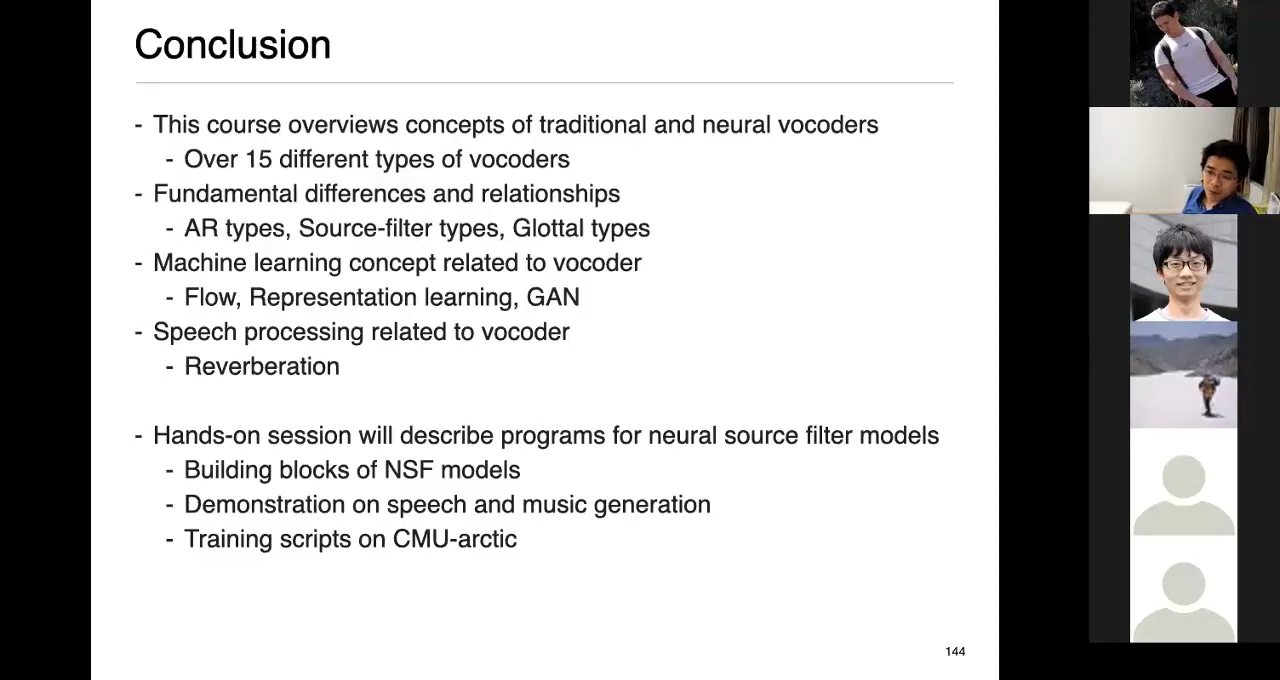 Conclusion
- This course overviews concepts of traditional and neural vocoders
- Over 15 different types of vocoders
- Fundamental differences and relationships
- AR types, Source-filter types, Glottal types
- Machine learning concept related to vocoder
- Flow, Representation learning, GAN
- Speech processing related to vocoder
- Reverberation
- Hands-on session will describe programs for neural source filter models
- Building blocks of NSF models
- Demonstration on speech and music generation
- Training scripts on CMU-arctic
144